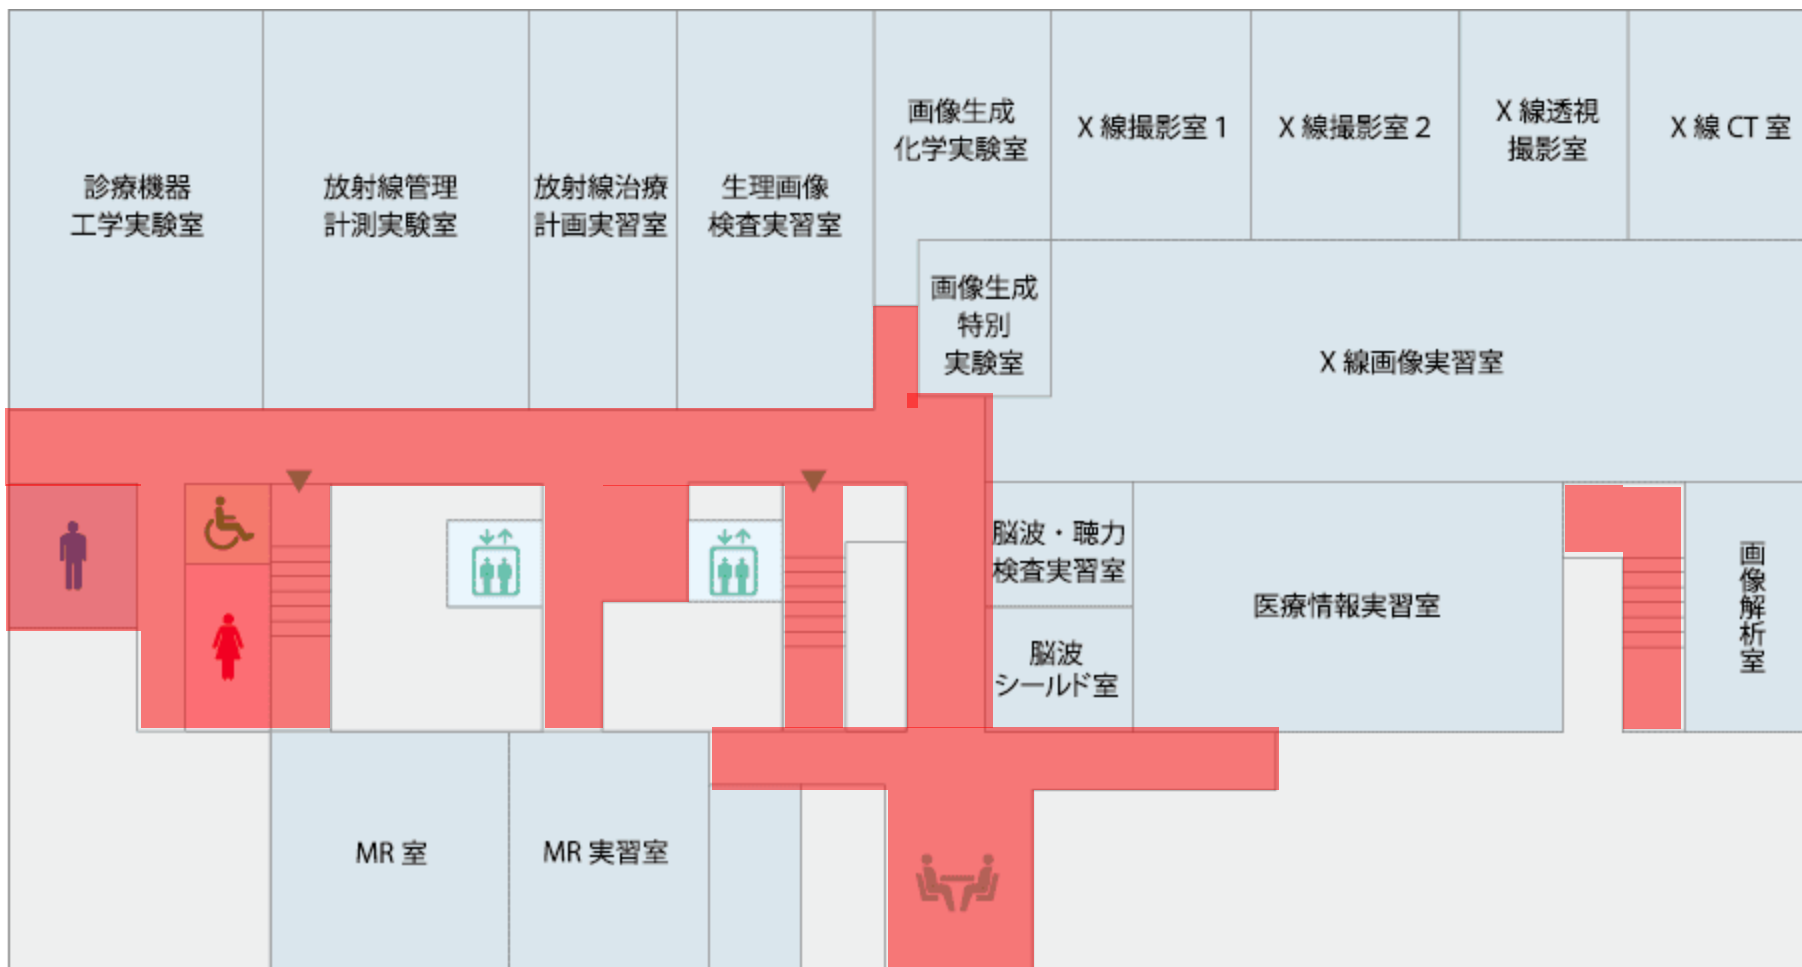 診療機器
工学実験室
放射線管理
計測実験室
放射線治療
計画実習室
生理画像
検査実習室
画像生成
化学実験室
X 線撮影室 1
X 線撮影室 2
X 線透視
撮影室
X 線 CT 室
画像生成
特別
実験室
X 線画像実習室
脳波・聴力
検査実習室
脳波
シールド室
医療情報実習室
画像解析室
MR 室
MR 実習室